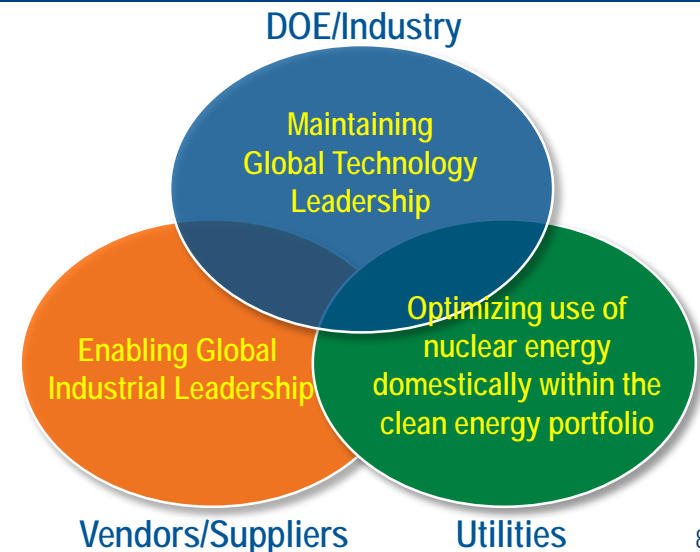 DOE/Industry
Maintaining
Global Technology
Leadership
Enabling Global
Industrial Leadership
Optimizing use of
nuclear energy
domestically within the
clean energy portfolio
Vendors/Suppliers
Utilities
8